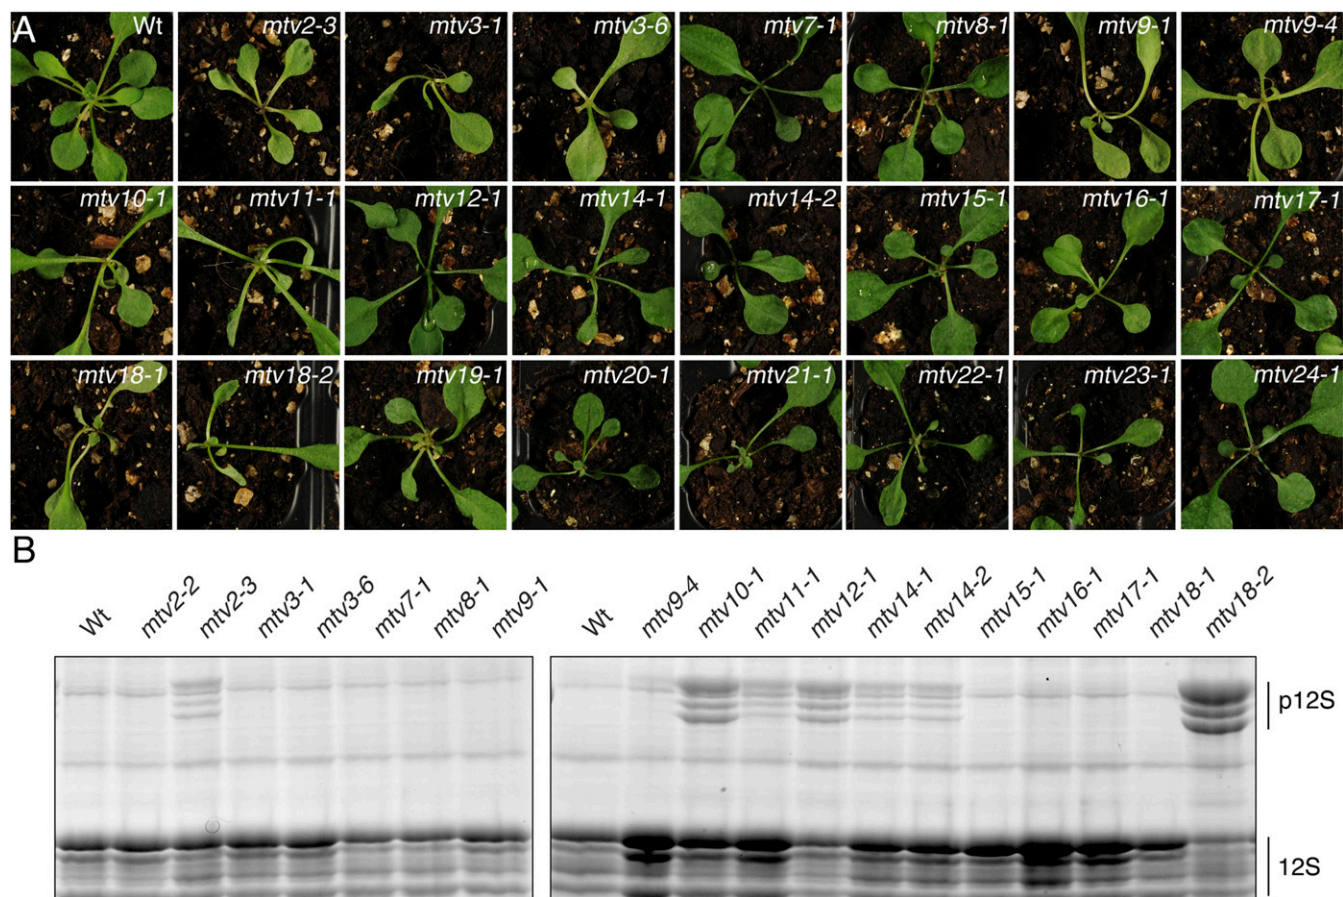 A Wt mtv2-3 mtv3-1 mtv3-6 mtv7-1 mtv8-1 mtv9-1 mtv9-4
mtv10-1 mtv11-1 mtv12-1 mtv14-1 mtv14-2 mtv15-1 mtv16-1 mtv17-1
mtv18-1 mtv18-2 mtv19-1 mtv20-1 mtv21-1 mtv22-1 mtv23-1 mtv24-1
B
Wt mtv2-2 mtv2-3 mtv3-1 mtv3-6 mtv7-1 mtv8-1 mtv9-1 Wt mtv9-4 mtv10-1 mtv11-1 mtv12-1 mtv14-1 mtv14-2 mtv15-1 mtv16-1 mtv17-1 mtv18-1 mtv18-2
p12S
12S